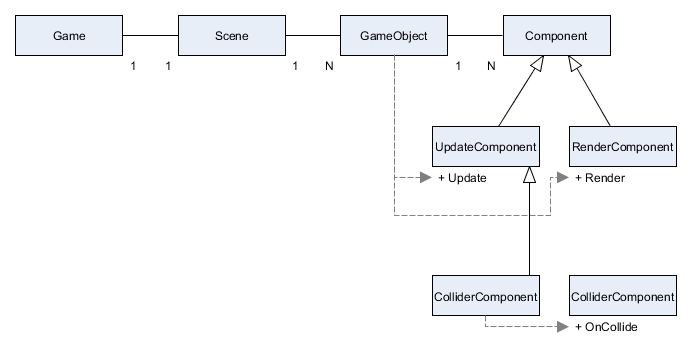 Game
Scene
GameObject
Component
1
1
1
N
1
N
UpdateComponent
RenderComponent
+ Update
+ Render
ColliderComponent
ColliderComponent
+ OnCollide